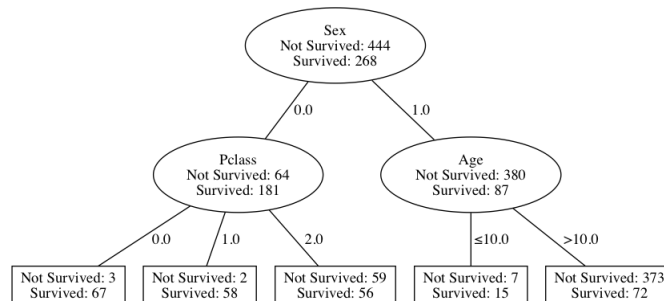 Sex
Not Survived: 444
Survived: 268
0.0
1.0
Pclass
Not Survived: 64
Survived: 181
Age
Not Survived: 380
Survived: 87
0.0
1.0
2.0
≤10.0
>10.0
Not Survived: 3
Survived: 67
Not Survived: 2
Survived: 58
Not Survived: 59
Survived: 56
Not Survived: 7
Survived: 15
Not Survived: 373
Survived: 72